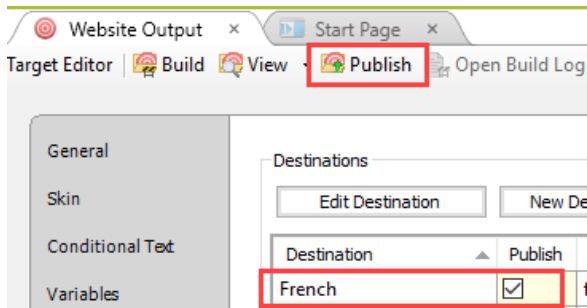 Website Output × Start Page ×
Target Editor Build View Publish Open Build Log
General
Destinations
Skin
Edit Destination New De
Conditional Text
Destination Publish
Variables
French